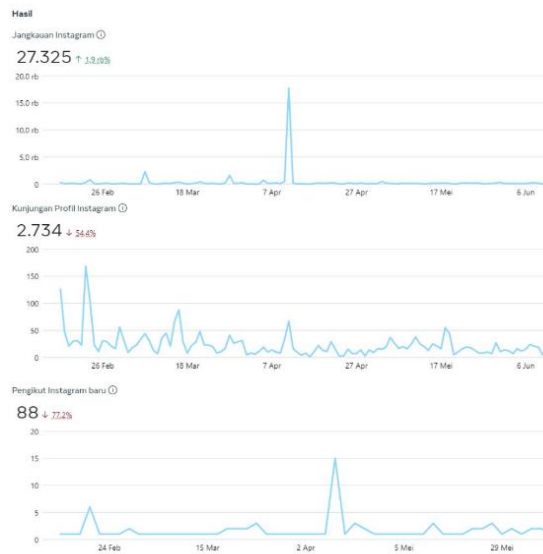 Hasil
Jangkauan Instagram
27.325 ↑ 1,9 rb%
20,0 rb
15,0 rb
10,0 rb
5,0 rb
0
26 Feb 18 Mar 7 Apr 27 Apr 17 Mei 6 Jun
Kunjungan Profil Instagram
2.734 ↓ 54,4%
200
150
100
50
0
26 Feb 18 Mar 7 Apr 27 Apr 17 Mei 6 Jun
Pengikut Instagram baru
88 ↓ 77,2%
20
15
10
5
0
24 Feb 15 Mar 2 Apr 5 Mei 29 Mei